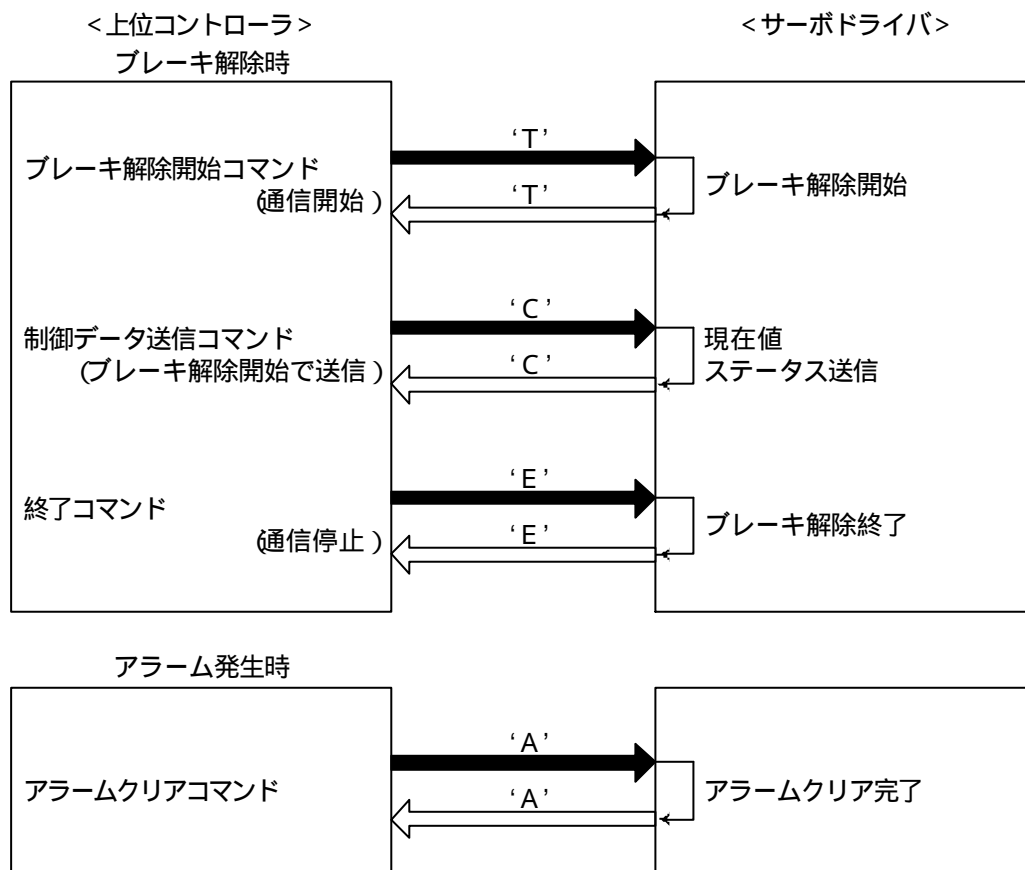 <上位コントローラ>
<サーボドライバ>
ブレーキ解除時
ブレーキ解除開始コマンド
(通信開始)
‘T’
‘T’
ブレーキ解除開始
制御データ送信コマンド
(ブレーキ解除開始で送信)
‘C’
‘C’
現在値
ステータス送信
終了コマンド
(通信停止)
‘E’
‘E’
ブレーキ解除終了
アラーム発生時
アラームクリアコマンド
‘A’
‘A’
アラームクリア完了